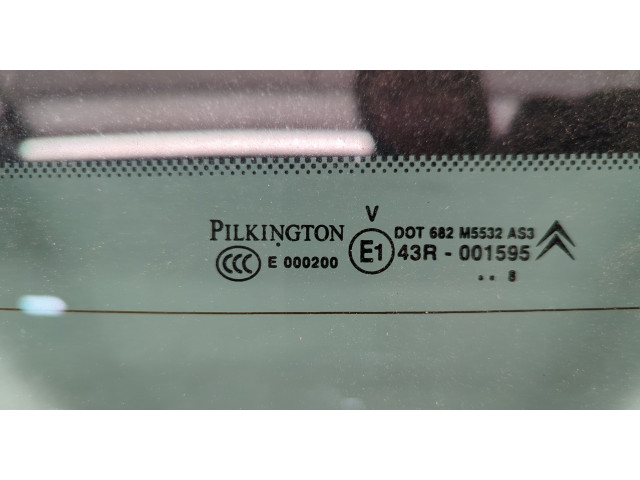 V
PILKINGTON DOT 682 M5532 AS3
CCC E 000200 E1 43R - 001595
.. 8